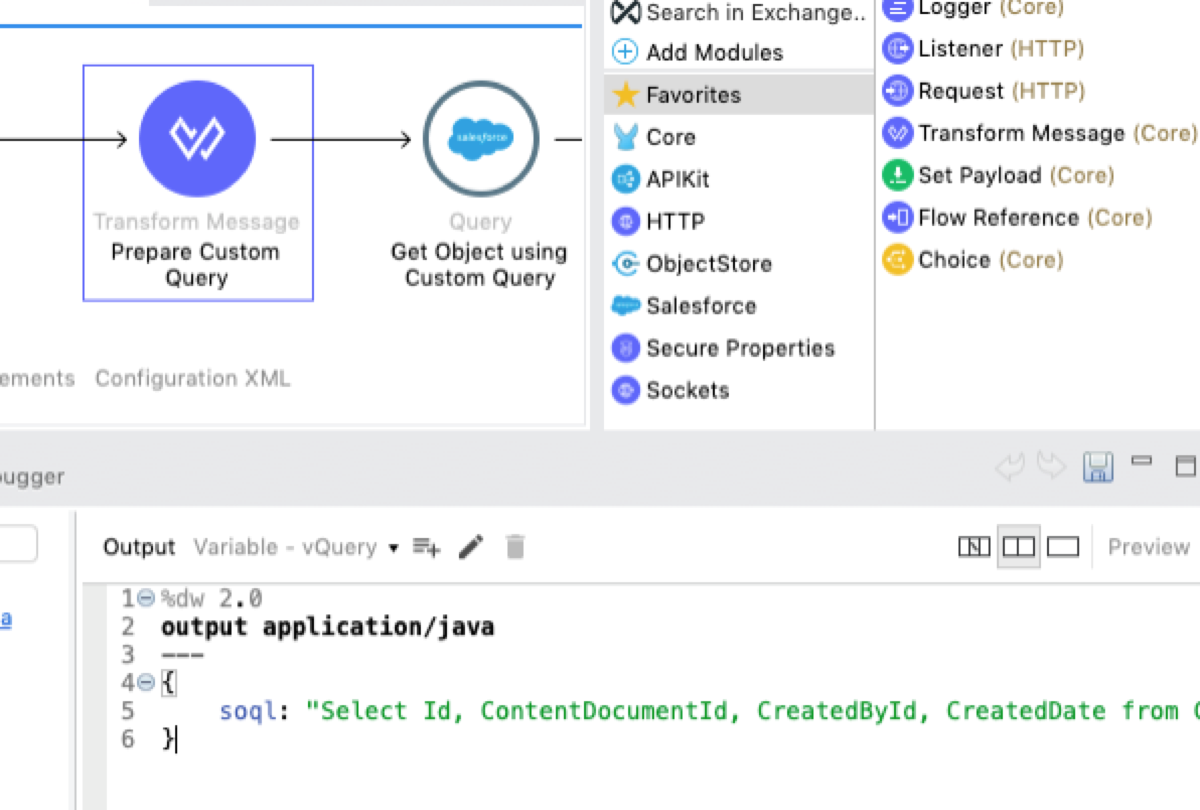 salesforce
Transform Message
Prepare Custom
Query
Query
Get Object using
Custom Query
Configuration XML
Search in Exchange..
Add Modules
Favorites
Core
APIKit
HTTP
ObjectStore
Salesforce
Secure Properties
Sockets
Logger (Core)
Listener (HTTP)
Request (HTTP)
Transform Message (Core)
Set Payload (Core)
Flow Reference (Core)
Choice (Core)
Output Variable - vQuery
Preview
1 %dw 2.0
2 output application/java
3 ---
4 {
5 soql: "Select Id, ContentDocumentId, CreatedById, CreatedDate from
6 }